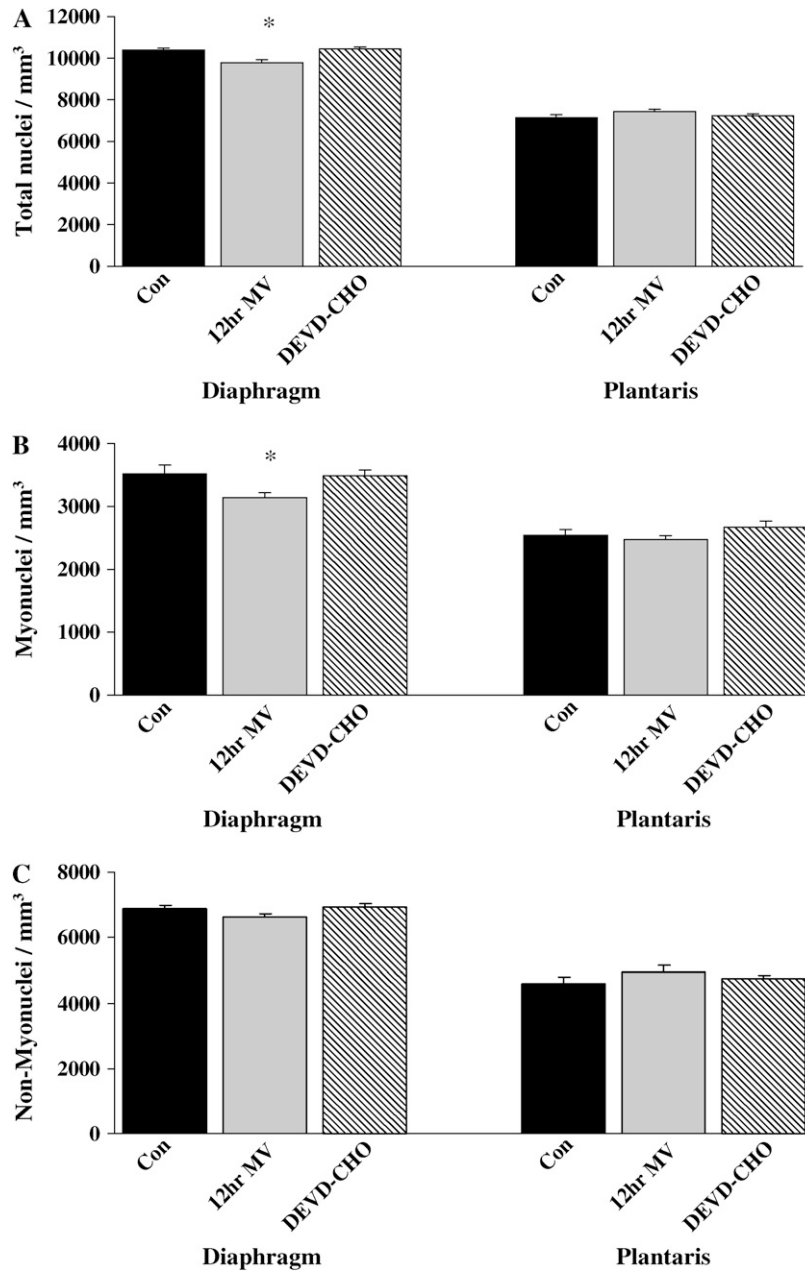 A
Total nuclei / mm³
12000
10000
8000
6000
4000
2000
0
*
Con
12hr MV
DEVD-CHO
Con
12hr MV
DEVD-CHO
Diaphragm
Plantaris
B
Myonuclei / mm³
4000
3000
2000
1000
0
*
Con
12hr MV
DEVD-CHO
Con
12hr MV
DEVD-CHO
Diaphragm
Plantaris
C
Non-Myonuclei / mm³
8000
6000
4000
2000
0
Con
12hr MV
DEVD-CHO
Con
12hr MV
DEVD-CHO
Diaphragm
Plantaris